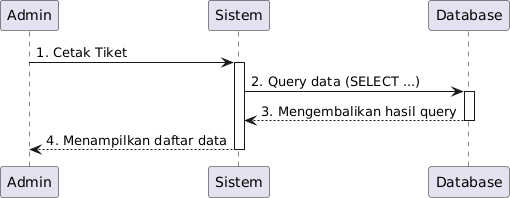 Admin Sistem Database
1. Cetak Tiket
2. Query data (SELECT ...)
3. Mengembalikan hasil query
4. Menampilkan daftar data
Admin Sistem Database